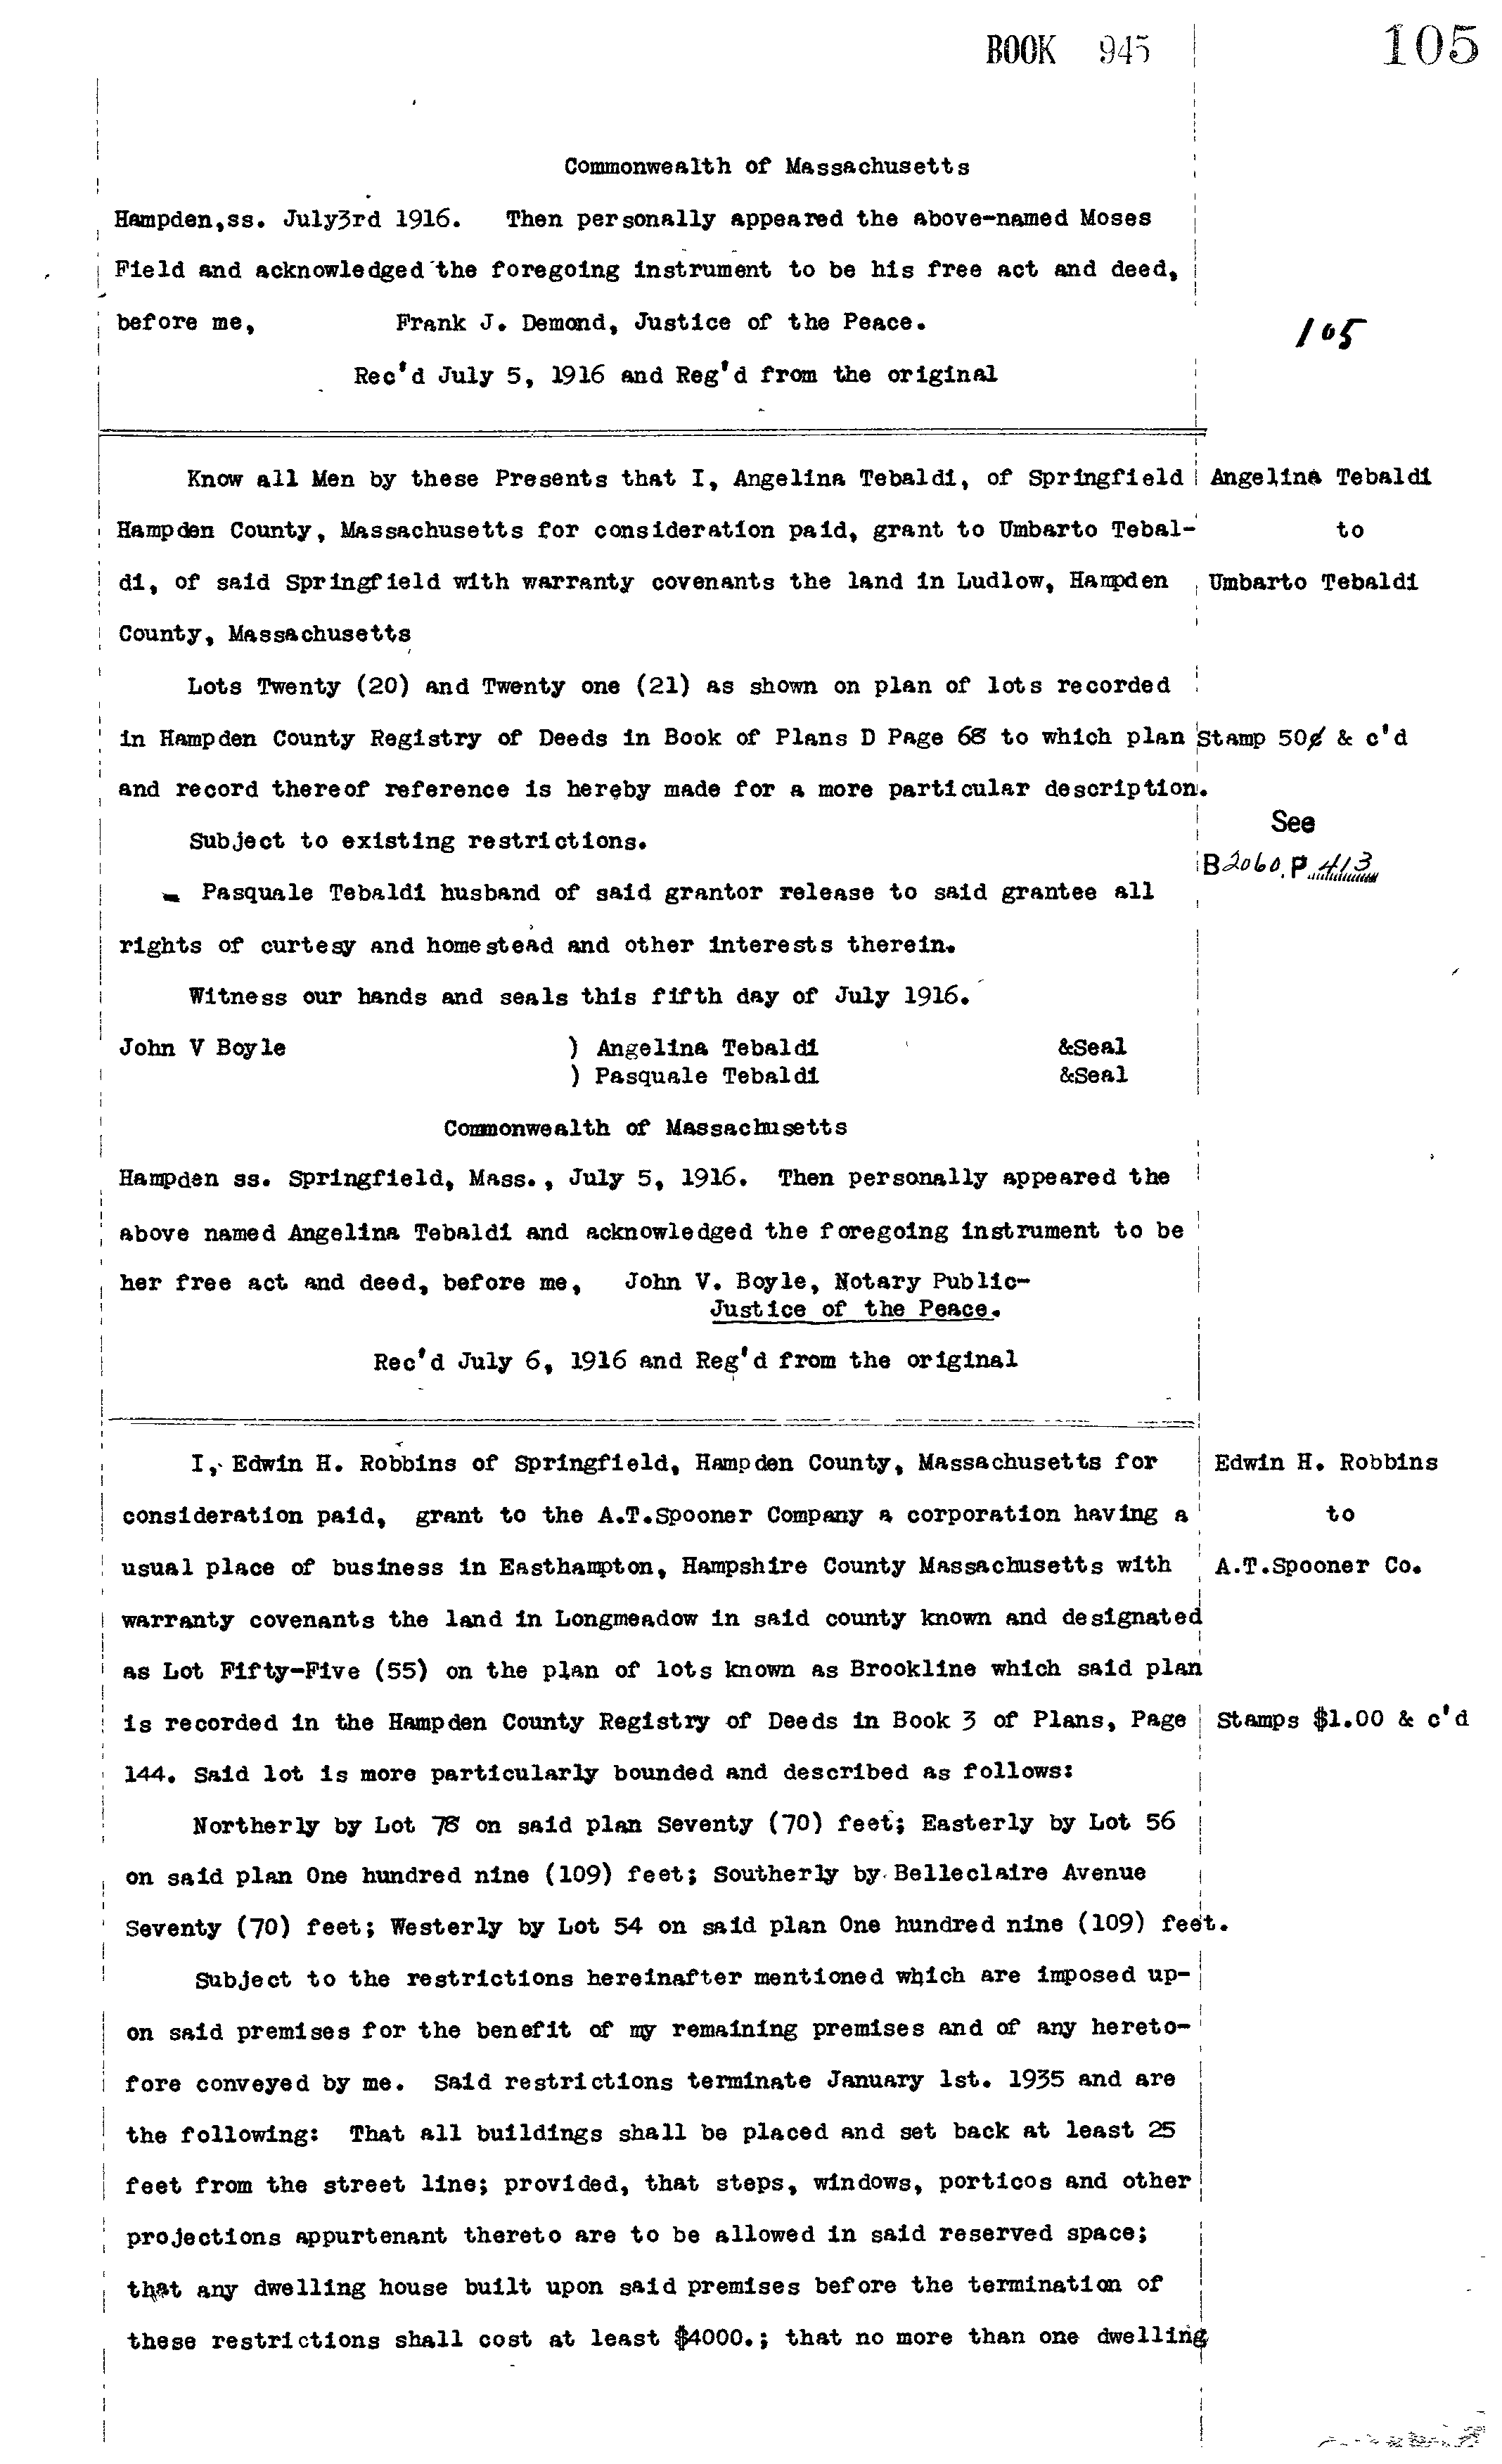 BOOK 945
105
Commonwealth of Massachusetts
Hampden,ss. July3rd 1916. Then personally appeared the above-named Moses
Field and acknowledged the foregoing instrument to be his free act and deed,
before me, Frank J. Demond, Justice of the Peace.
105
Rec'd July 5, 1916 and Reg'd from the original
Know all Men by these Presents that I, Angelina Tebaldi, of Springfield
Angelina Tebaldi
Hampden County, Massachusetts for consideration paid, grant to Umbarto Tebal-
to
di, of said Springfield with warranty covenants the land in Ludlow, Hampden
Umbarto Tebaldi
County, Massachusetts
Lots Twenty (20) and Twenty one (21) as shown on plan of lots recorded
in Hampden County Registry of Deeds in Book of Plans D Page 68 to which plan
Stamp 50¢ & c'd
and record thereof reference is hereby made for a more particular description.
Subject to existing restrictions.
See
B 2060. P. 413
Pasquale Tebaldi husband of said grantor release to said grantee all
rights of curtesy and homestead and other interests therein.
Witness our hands and seals this fifth day of July 1916.
John V Boyle ) Angelina Tebaldi &Seal
) Pasquale Tebaldi &Seal
Commonwealth of Massachusetts
Hampden ss. Springfield, Mass., July 5, 1916. Then personally appeared the
above named Angelina Tebaldi and acknowledged the foregoing instrument to be
her free act and deed, before me, John V. Boyle, Notary Public-
Justice of the Peace.
Rec'd July 6, 1916 and Reg'd from the original
I, Edwin H. Robbins of Springfield, Hampden County, Massachusetts for
Edwin H. Robbins
consideration paid, grant to the A.T.Spooner Company a corporation having a
to
usual place of business in Easthampton, Hampshire County Massachusetts with
A.T.Spooner Co.
warranty covenants the land in Longmeadow in said county known and designated
as Lot Fifty-Five (55) on the plan of lots known as Brookline which said plan
is recorded in the Hampden County Registry of Deeds in Book 3 of Plans, Page
Stamps $1.00 & c'd
144. Said lot is more particularly bounded and described as follows:
Northerly by Lot 78 on said plan Seventy (70) feet; Easterly by Lot 56
on said plan One hundred nine (109) feet; Southerly by Belleclaire Avenue
Seventy (70) feet; Westerly by Lot 54 on said plan One hundred nine (109) feet.
Subject to the restrictions hereinafter mentioned which are imposed up-
on said premises for the benefit of my remaining premises and of any hereto-
fore conveyed by me. Said restrictions terminate January 1st. 1935 and are
the following: That all buildings shall be placed and set back at least 25
feet from the street line; provided, that steps, windows, porticos and other
projections appurtenant thereto are to be allowed in said reserved space;
that any dwelling house built upon said premises before the termination of
these restrictions shall cost at least $4000.; that no more than one dwelling